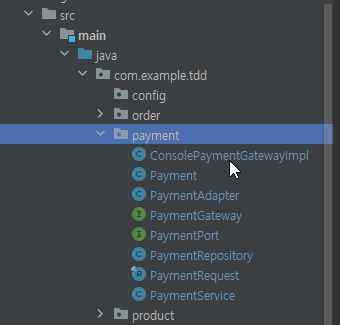 src
main
java
com.example.tdd
config
order
payment
ConsolePaymentGatewayImpl
Payment
PaymentAdapter
PaymentGateway
PaymentPort
PaymentRepository
PaymentRequest
PaymentService
product